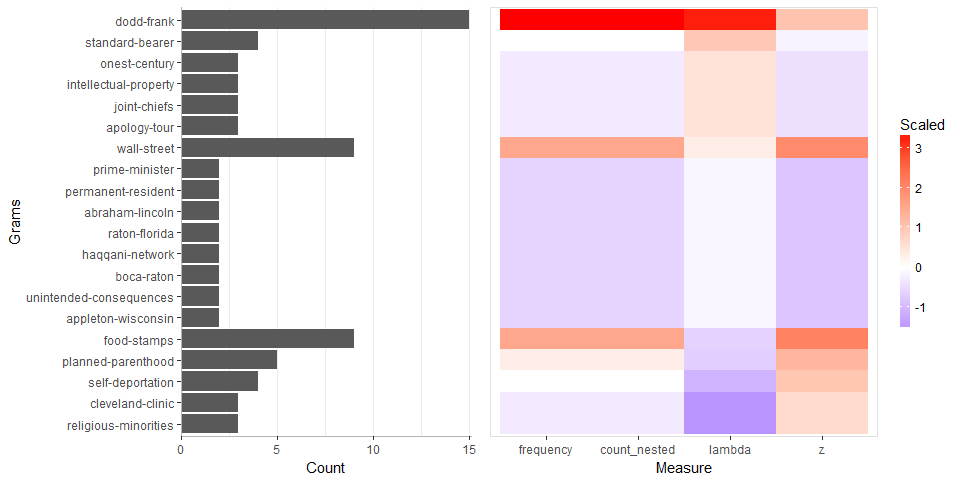 Grams
dodd-frank
standard-bearer
onest-century
intellectual-property
joint-chiefs
apology-tour
wall-street
prime-minister
permanent-resident
abraham-lincoln
raton-florida
haqqani-network
boca-raton
unintended-consequences
appleton-wisconsin
food-stamps
planned-parenthood
self-deportation
cleveland-clinic
religious-minorities
0 5 10 15
Count
frequency count_nested lambda z
Measure
Scaled
3
2
1
0
-1